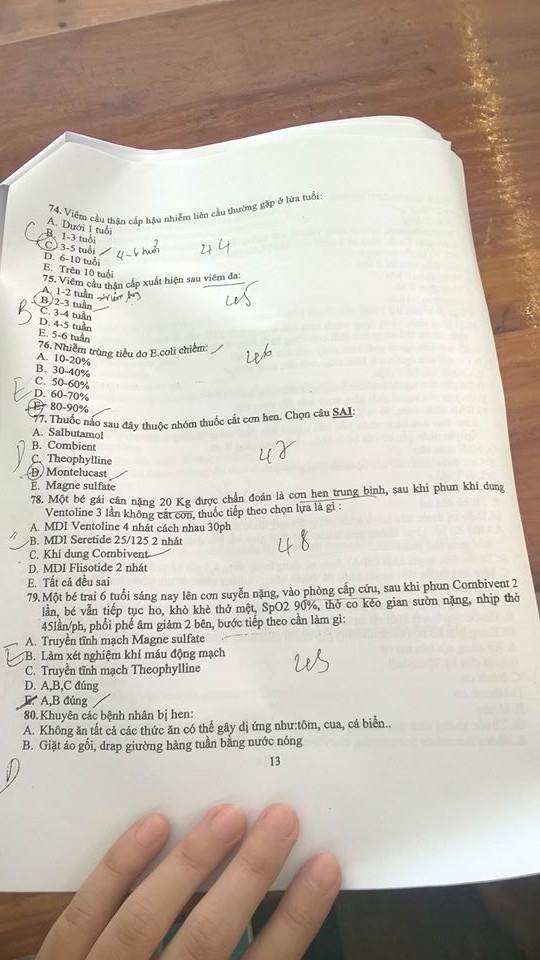 74. Viêm cầu thận cấp hậu nhiễm liên cầu thường gặp ở lứa tuổi:
A. Dưới 1 tuổi
B. 1-3 tuổi
C. 3-5 tuổi 4-6 tuổi 44
D. 6-10 tuổi
E. Trên 10 tuổi
C
75. Viêm cầu thận cấp xuất hiện sau viêm da:
A. 1-2 tuần
B. 2-3 tuần
C. 3-4 tuần
D. 4-5 tuần
E. 5-6 tuần
B
76. Nhiễm trùng tiểu do E.coli chiếm:
A. 10-20%
B. 30-40%
C. 50-60%
D. 60-70%
E. 80-90%
E
77. Thuốc nào sau đây thuộc nhóm thuốc cắt cơn hen. Chọn câu SAI:
A. Salbutamol
B. Combient
C. Theophylline
D. Montelucast
E. Magne sulfate
D
47
78. Một bé gái cân nặng 20 Kg được chẩn đoán là cơn hen trung bình, sau khi phun khí dung
Ventoline 3 lần không cắt cơn, thuốc tiếp theo chọn lựa là gì :
A. MDI Ventoline 4 nhát cách nhau 30ph
B. MDI Seretide 25/125 2 nhát
C. Khí dung Combivent
D. MDI Flisotide 2 nhát
E. Tất cả đều sai
48
79. Một bé trai 6 tuổi sáng nay lên cơn suyễn nặng, vào phòng cấp cứu, sau khi phun Combivent 2
lần, bé vẫn tiếp tục ho, khò khè thở mệt, SpO2 90%, thở co kéo gian sườn nặng, nhịp thở
45lần/ph, phổi phế âm giảm 2 bên, bước tiếp theo cần làm gì:
A. Truyền tĩnh mạch Magne sulfate
B. Làm xét nghiệm khí máu động mạch
C. Truyền tĩnh mạch Theophylline
D. A,B,C đúng
E. A,B đúng
E
80. Khuyên các bệnh nhân bị hen:
A. Không ăn tất cả các thức ăn có thể gây dị ứng như:tôm, cua, cá biển..
B. Giặt áo gối, drap giường hàng tuần bằng nước nóng
D
13